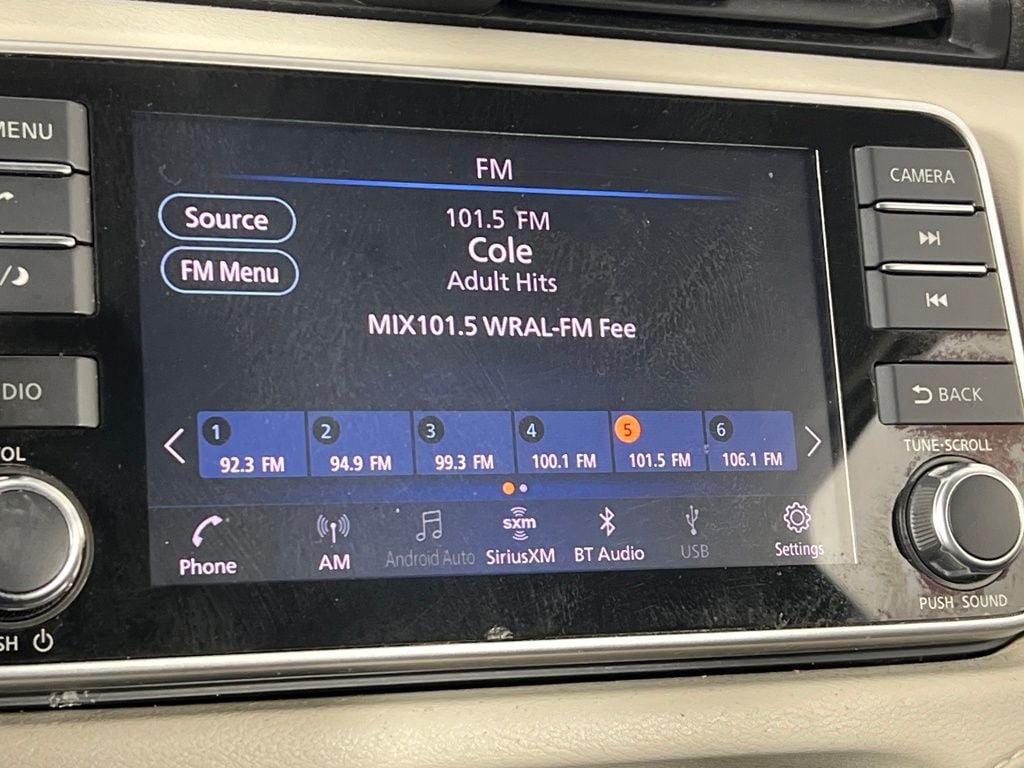 MENU
FM
CAMERA
Source
101.5 FM
Cole
FM Menu
Adult Hits
MIX101.5 WRAL-FM Fee
DIO
BACK
1
2
3
4
5
6
92.3 FM
94.9 FM
99.3 FM
100.1 FM
101.5 FM
106.1 FM
OL
TUNE·SCROLL
sxm
Phone
AM
Android Auto
SiriusXM
BT Audio
USB
Settings
PUSH SOUND
SH